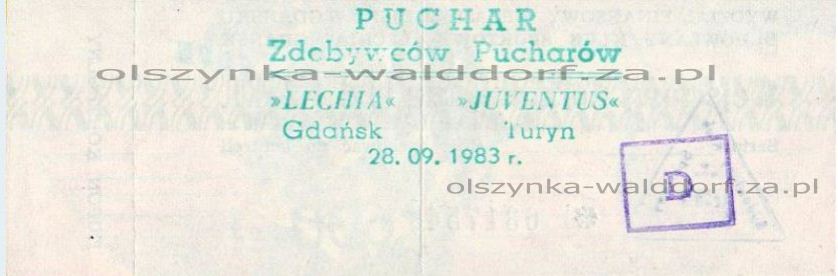 PUCHAR
Zdobywców Pucharów
olszynka-walddorf.za.pl
»LECHIA« »JUVENTUS«
Gdańsk Turyn
28. 09. 1983 r.
olszynka-walddorf.za.pl
D